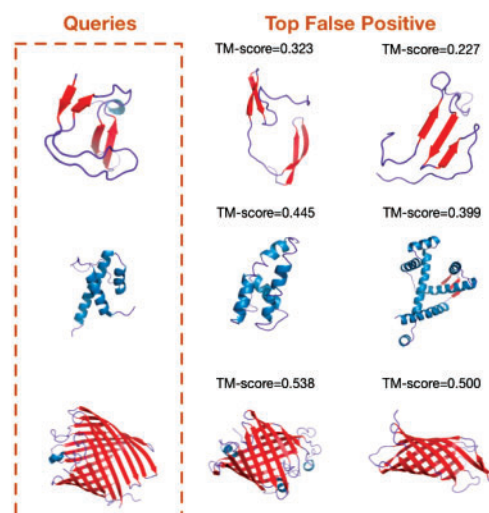 Queries
Top False Positive
TM-score=0.323
TM-score=0.227
TM-score=0.445
TM-score=0.399
TM-score=0.538
TM-score=0.500